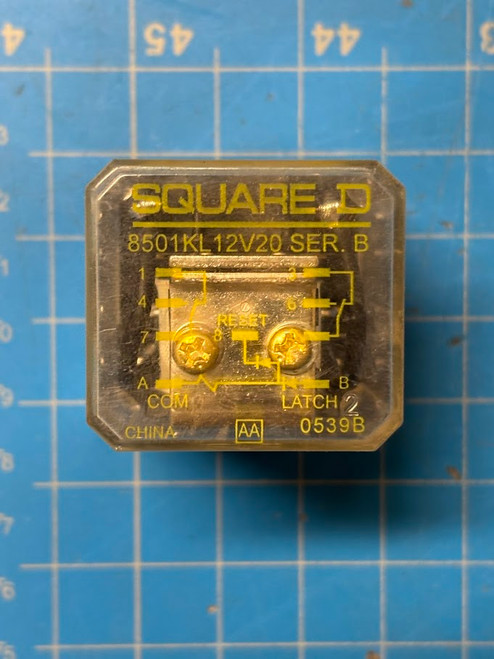 44 45 44 4
SQUARE D
8501KL12V20 SER. B
1 3
4 6
RESET
7 8
A B
COM LATCH 2
CHINA AA 0539B